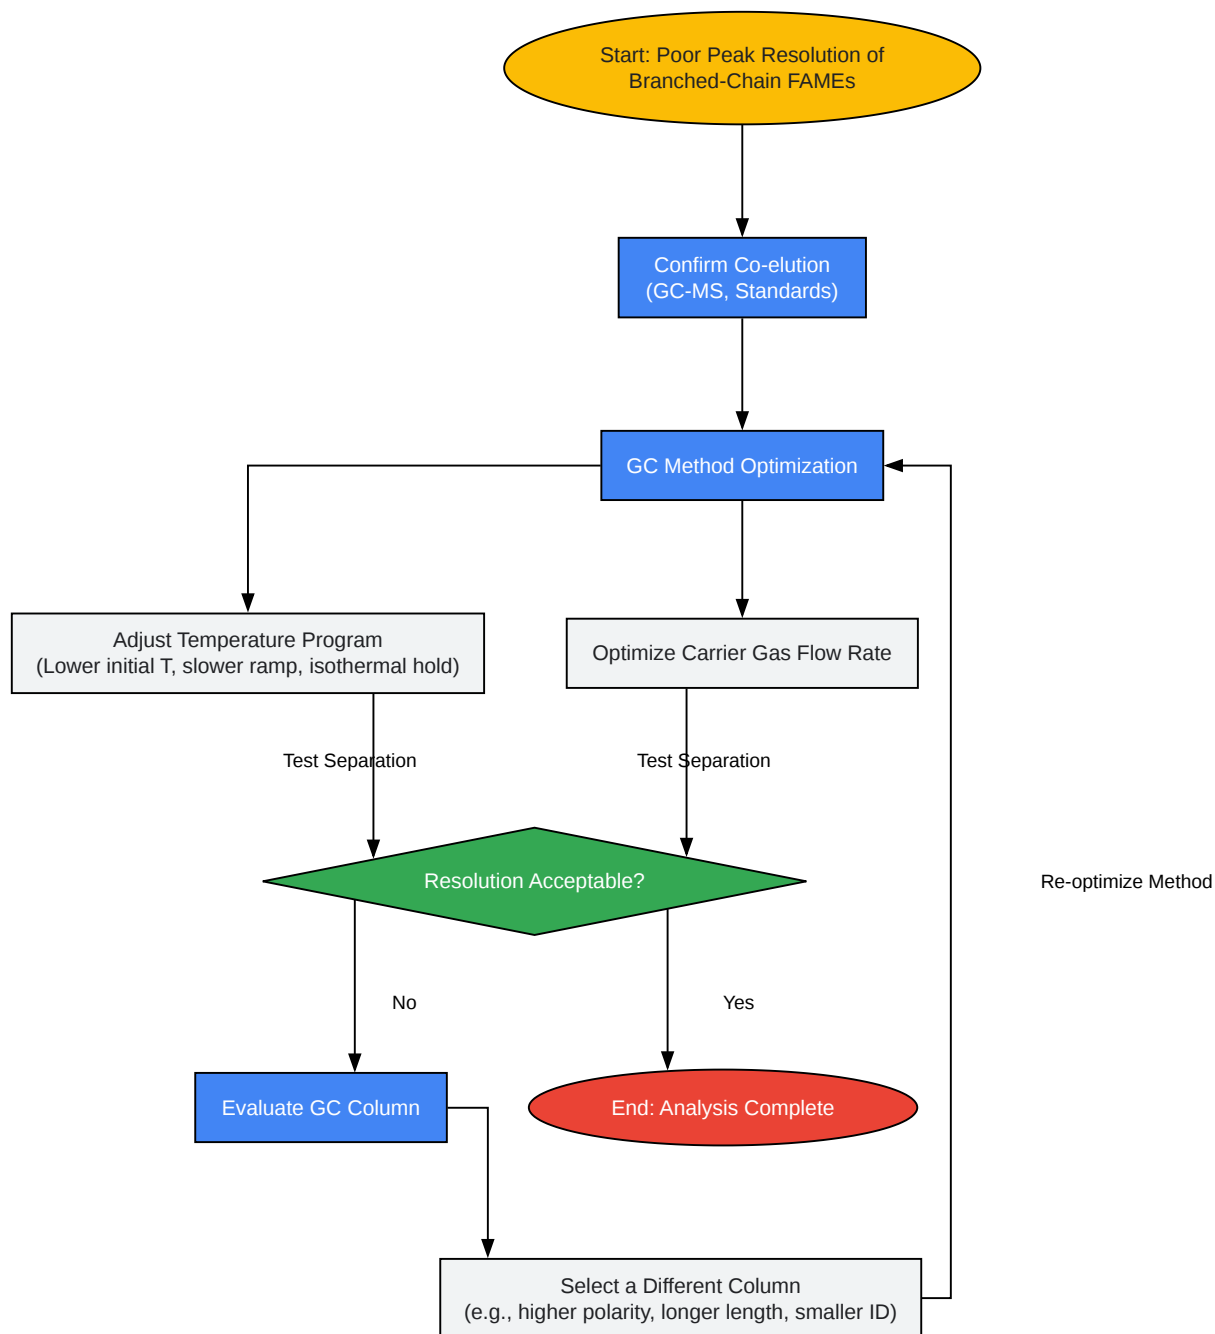 Start: Poor Peak Resolution of
Branched-Chain FAMEs
Confirm Co-elution
(GC-MS, Standards)
GC Method Optimization
Adjust Temperature Program
(Lower initial T, slower ramp, isothermal hold)
Optimize Carrier Gas Flow Rate
Test Separation
Test Separation
Resolution Acceptable?
Re-optimize Method
No
Yes
Evaluate GC Column
End: Analysis Complete
Select a Different Column
(e.g., higher polarity, longer length, smaller ID)